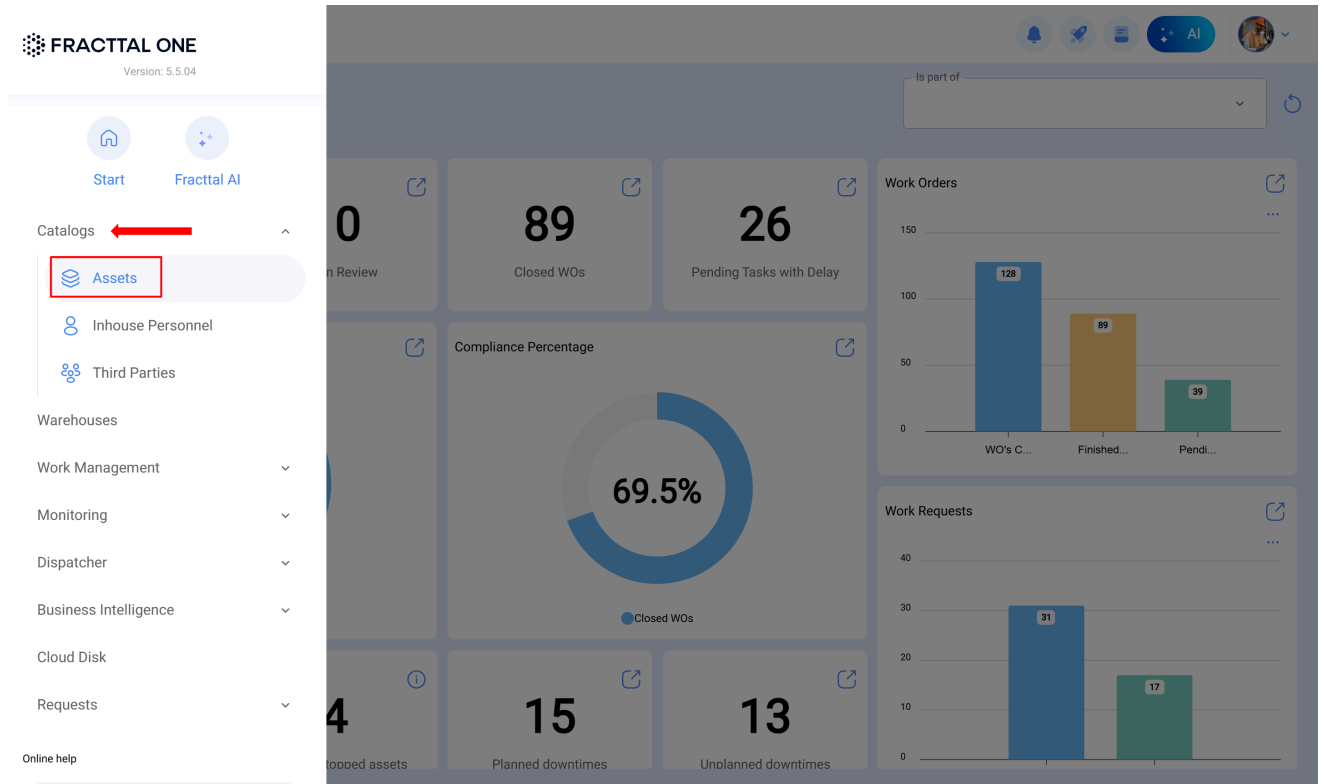 FRACTTAL ONE
Version: 5.5.04
Start
Fracttal AI
Catalogs
Assets
Inhouse Personnel
Third Parties
Warehouses
Work Management
Monitoring
Dispatcher
Business Intelligence
Cloud Disk
Requests
Online help
AI
Is part of
0
n Review
89
Closed WOs
26
Pending Tasks with Delay
Work Orders
...
150
100
50
0
128
89
39
WO's C...
Finished...
Pendi...
Compliance Percentage
69.5%
Closed WOs
Work Requests
...
40
30
20
10
0
31
17
4
topped assets
15
Planned downtimes
13
Unplanned downtimes